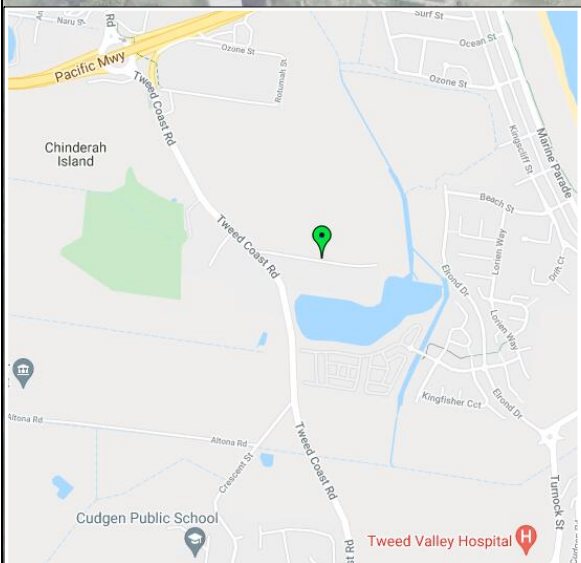 Naru St
Rd
Surf St
Ocean St
Ozone St
Pacific Mwy
Rotumah St
Ozone St
Tweed Coast Rd
Kingscliff St
Marine Parade
Chinderah
Island
Beach St
Lorien Way
Drift Ct
Tweed Coast Rd
Elrond Dr
Lorien Way
Kingfisher Cct
Elrond Dr
Altona Rd
Altona Rd
Crescent St
Tweed Coast Rd
Turnock St
Cudgen Public School
Tweed Valley Hospital
H